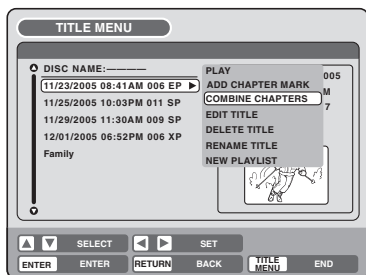 TITLE MENU
DISC NAME:————
11/23/2005 08:41AM 006 EP
11/25/2005 10:03PM 011 SP
11/29/2005 11:30AM 009 SP
12/01/2005 06:52PM 006 XP
Family
PLAY
ADD CHAPTER MARK
COMBINE CHAPTERS
EDIT TITLE
DELETE TITLE
RENAME TITLE
NEW PLAYLIST
005
M
7
SELECT SET
ENTER ENTER RETURN BACK TITLE MENU END